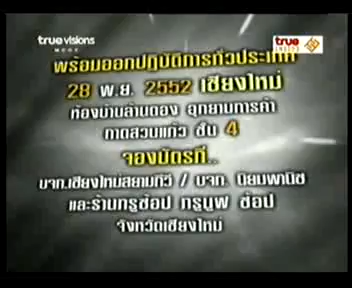 true visions
true
INSIDE
พร้อมออกปฏิบัติการทั่วประเทศ
28 พ.ย. 2552 เชียงใหม่
ห้องบ้านล้านตอง อุทยานการค้า
กาดสวนแก้ว ชั้น 4
จองบัตรที่..
บจก.เชียงใหม่สยามทีวี / บจก. นิยมพานิช
และร้านทรูช้อป ทรูมูฟ ช้อป
จังหวัดเชียงใหม่